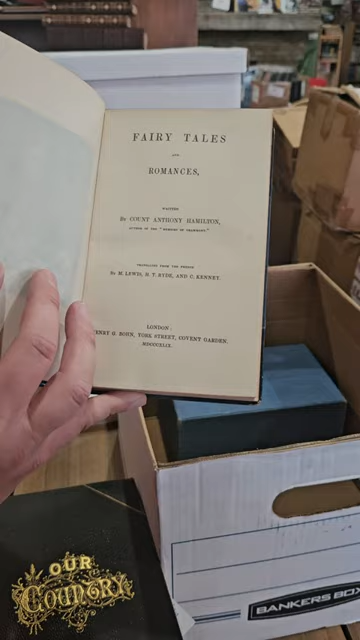 FAIRY TALES
AND
ROMANCES,
WRITTEN
By COUNT ANTHONY HAMILTON,
AUTHOR OF THE "MEMOIRS OF GRAMMONT."
TRANSLATED FROM THE FRENCH
By M. LEWIS, H. T. RYDE, AND C. KENNEY.
LONDON:
HENRY G. BOHN, YORK STREET, COVENT GARDEN.
MDCCCXLIX.
OUR
COUNTRY
BANKERS BOX